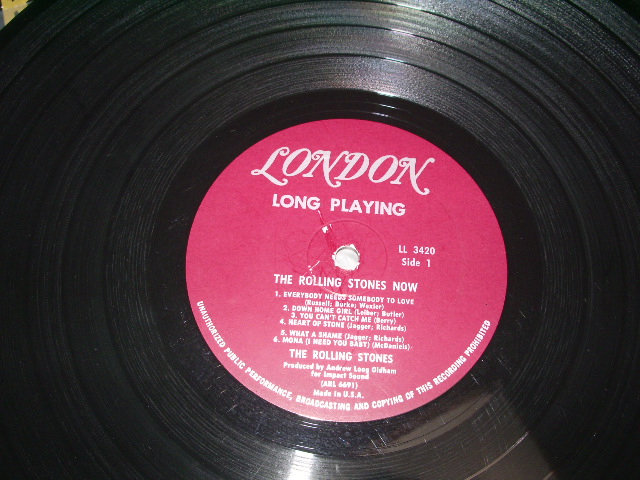 LONDON
LONG PLAYING
LL 3420
Side 1
THE ROLLING STONES NOW
1. EVERYBODY NEEDS SOMEBODY TO LOVE
(Russell; Burke; Wexler)
2. DOWN HOME GIRL (Leiber; Butler)
3. YOU CAN'T CATCH ME (Berry)
4. HEART OF STONE (Jagger; Richards)
5. WHAT A SHAME (Jagger; Richards)
6. MONA (I NEED YOU BABY) (McDaniels)
THE ROLLING STONES
Produced by Andrew Loog Oldham
for Impact Sound
(ARL 6691)
Made in U.S.A.
UNAUTHORIZED PUBLIC PERFORMANCE, BROADCASTING AND COPYING OF THIS RECORDING PROHIBITED